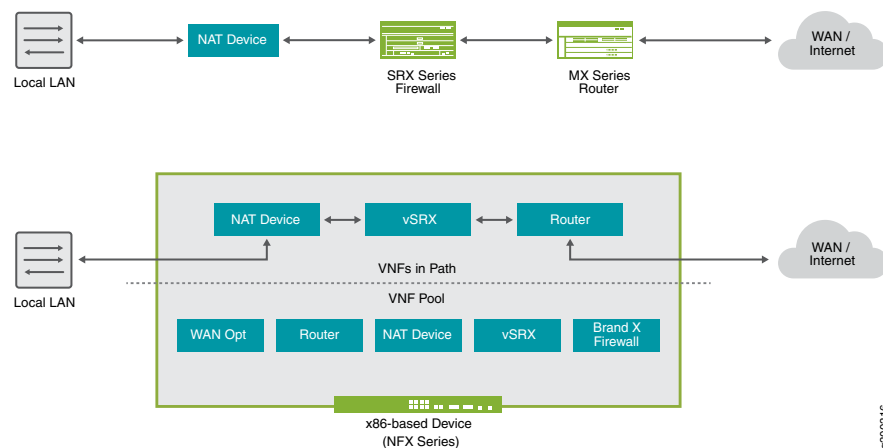 Local LAN
NAT Device
SRX Series
Firewall
MX Series
Router
WAN /
Internet
Local LAN
NAT Device
vSRX
Router
WAN /
Internet
VNFs in Path
VNF Pool
WAN Opt
Router
NAT Device
vSRX
Brand X
Firewall
x86-based Device
(NFX Series)